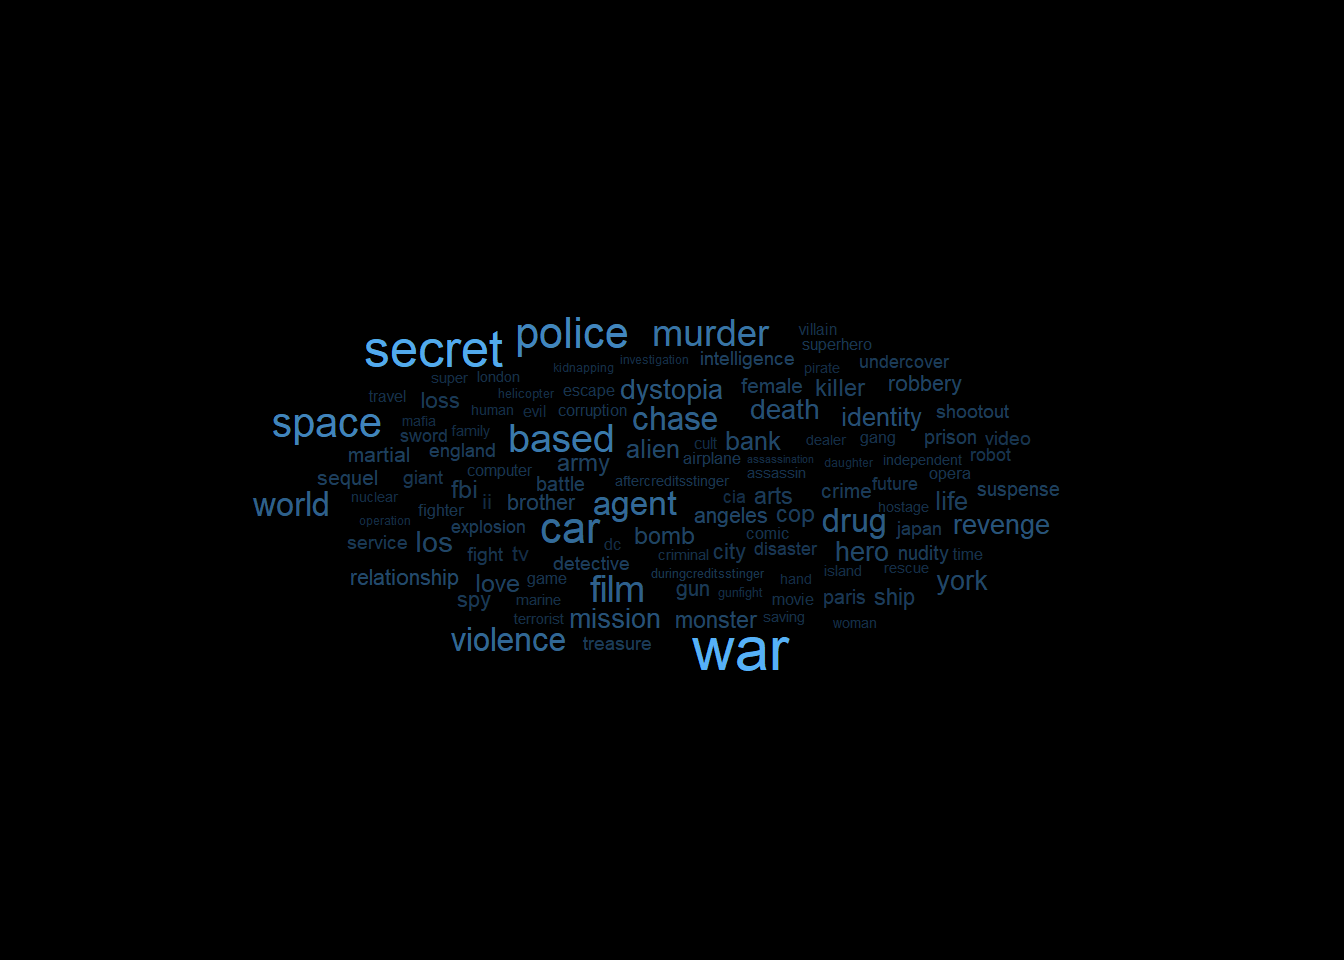 secret police murder villain
superhero
kidnapping investigation intelligence pirate undercover
super london
travel loss helicopter escape dystopia female killer robbery
space mafia human evil corruption chase death identity shootout
sword family based alien cult bank dealer gang prison video
martial england army airplane assassination daughter independent robot
sequel giant computer battle aftercreditsstinger assassin opera
world nuclear fbi ii brother agent cia arts crime future life suspense
fighter hostage
operation explosion car angeles cop drug japan revenge
service los dc bomb comic
fight tv criminal city disaster hero nudity time
relationship love game detective duringcreditsstinger hand island rescue york
spy marine film gun gunfight movie paris ship
terrorist mission monster saving woman
violence treasure war